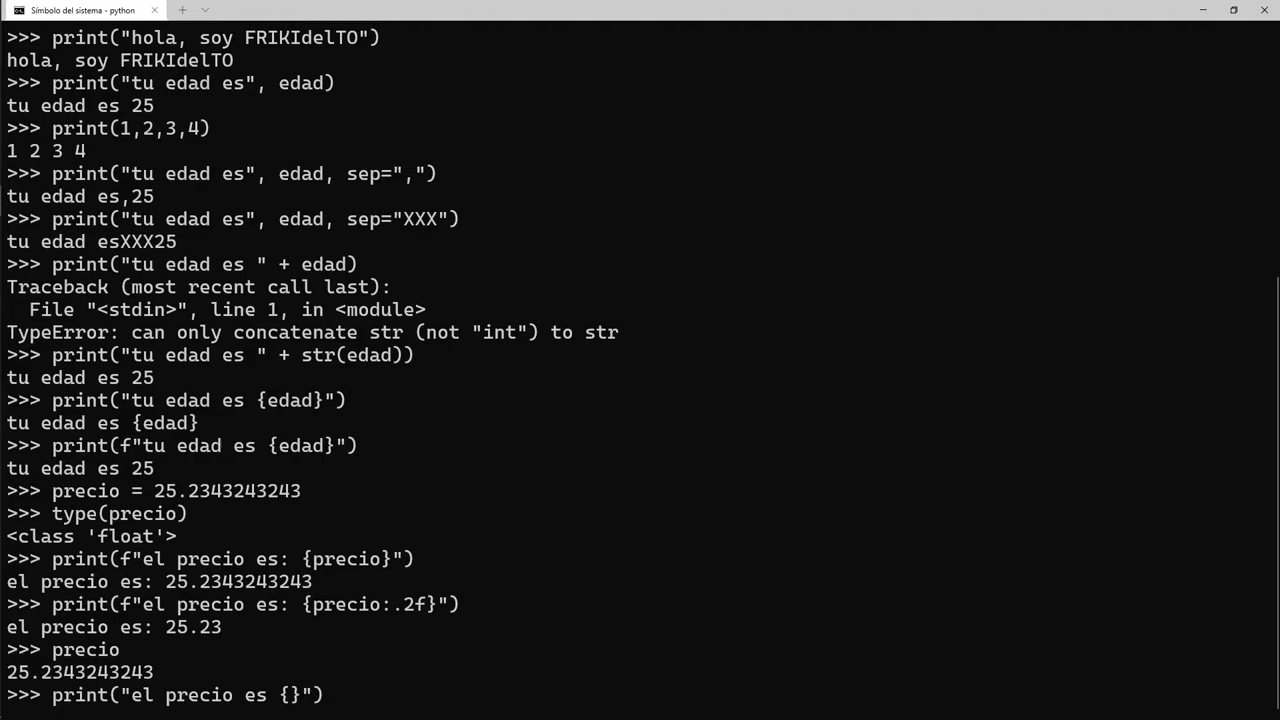 Símbolo del sistema - python
>>> print("hola, soy FRIKIdelTO")
hola, soy FRIKIdelTO
>>> print("tu edad es", edad)
tu edad es 25
>>> print(1,2,3,4)
1 2 3 4
>>> print("tu edad es", edad, sep=",")
tu edad es,25
>>> print("tu edad es", edad, sep="XXX")
tu edad esXXX25
>>> print("tu edad es " + edad)
Traceback (most recent call last):
  File "<stdin>", line 1, in <module>
TypeError: can only concatenate str (not "int") to str
>>> print("tu edad es " + str(edad))
tu edad es 25
>>> print("tu edad es {edad}")
tu edad es {edad}
>>> print(f"tu edad es {edad}")
tu edad es 25
>>> precio = 25.2343243243
>>> type(precio)
<class 'float'>
>>> print(f"el precio es: {precio}")
el precio es: 25.2343243243
>>> print(f"el precio es: {precio:.2f}")
el precio es: 25.23
>>> precio
25.2343243243
>>> print("el precio es {}")